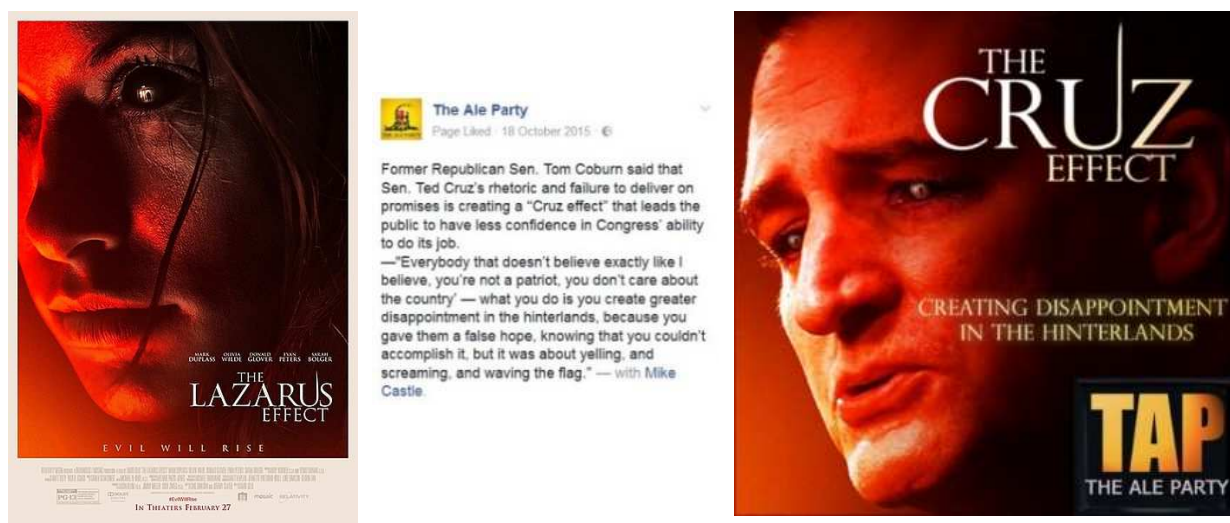 MARK DUPLASS OLIVIA WILDE DONALD GLOVER EVAN PETERS SARAH BOLGER
THE
LAZARUS
EFFECT
EVIL WILL RISE
PG-13
#EvilWillRise
mosaic RELATIVITY
IN THEATERS FEBRUARY 27
The Ale Party
Page Liked · 18 October 2015 ·
Former Republican Sen. Tom Coburn said that
Sen. Ted Cruz's rhetoric and failure to deliver on
promises is creating a “Cruz effect” that leads the
public to have less confidence in Congress' ability
to do its job.
—“Everybody that doesn't believe exactly like I
believe, you're not a patriot, you don't care about
the country' — what you do is you create greater
disappointment in the hinterlands, because you
gave them a false hope, knowing that you couldn't
accomplish it, but it was about yelling, and
screaming, and waving the flag.” — with Mike
Castle.
THE
CRUZ
EFFECT
CREATING DISAPPOINTMENT
IN THE HINTERLANDS
TAP
THE ALE PARTY